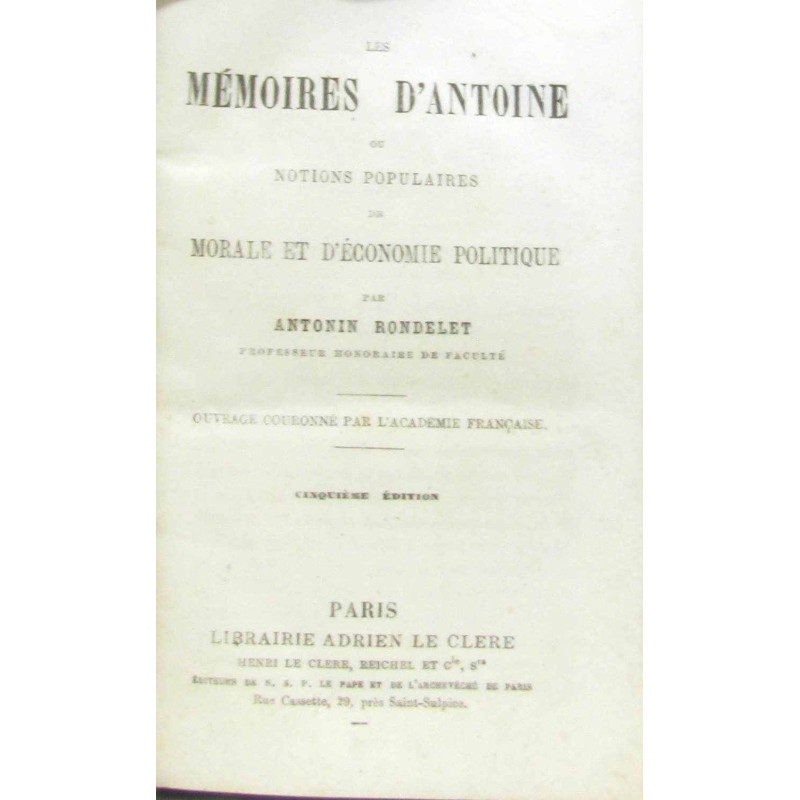 LES
MÉMOIRES D'ANTOINE
OU
NOTIONS POPULAIRES
DE
MORALE ET D'ÉCONOMIE POLITIQUE
PAR
ANTONIN RONDELET
PROFESSEUR HONORAIRE DE FACULTÉ
OUVRAGE COURONNÉ PAR L'ACADÉMIE FRANÇAISE.
CINQUIÈME ÉDITION
PARIS
LIBRAIRIE ADRIEN LE CLERE
HENRI LE CLERE, REICHEL ET Cie, Srs
ÉDITEURS DE N. S. P. LE PAPE ET DE L'ARCHEVÊCHÉ DE PARIS
Rue Cassette, 29, près Saint-Sulpice.